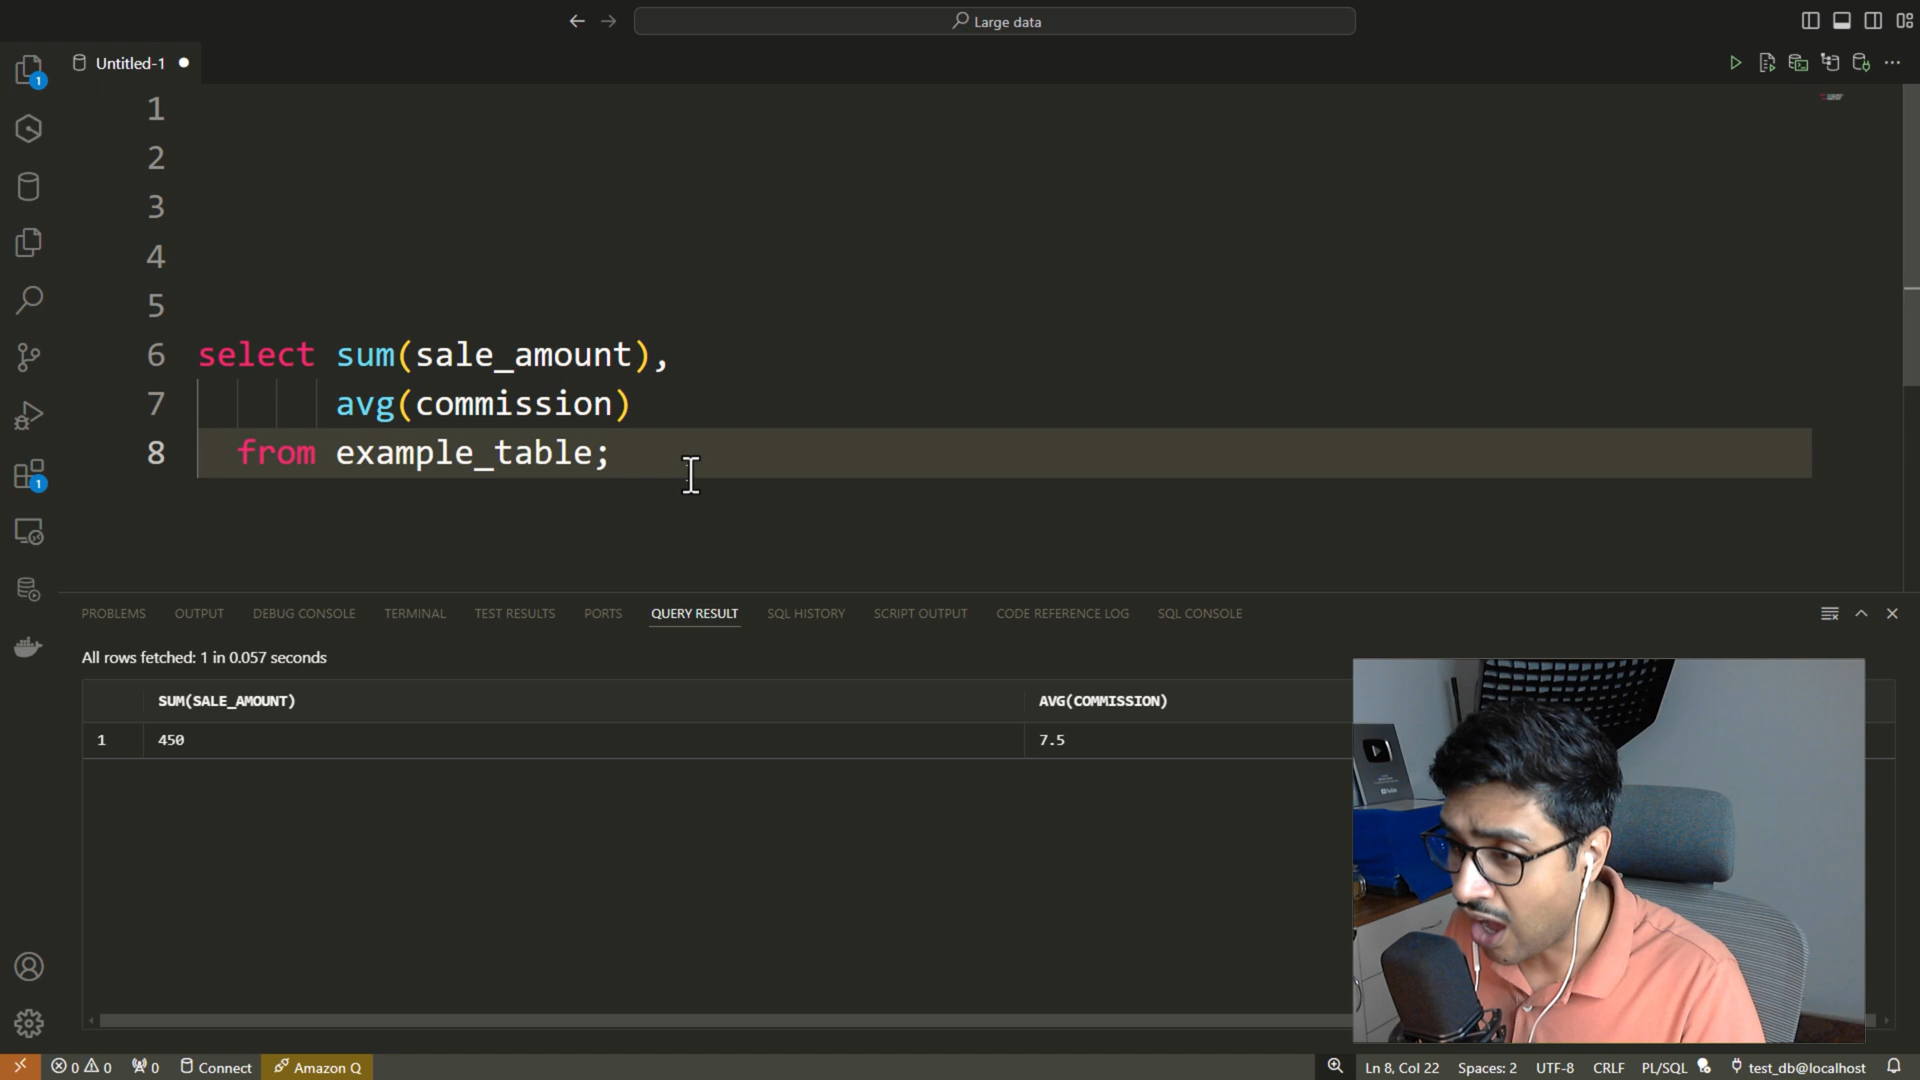 Large data
Untitled-1
1
2
3
4
5
6 select sum(sale_amount),
7 avg(commission)
8 from example_table;
1
1
PROBLEMS OUTPUT DEBUG CONSOLE TERMINAL TEST RESULTS PORTS QUERY RESULT SQL HISTORY SCRIPT OUTPUT CODE REFERENCE LOG SQL CONSOLE
All rows fetched: 1 in 0.057 seconds
SUM(SALE_AMOUNT) AVG(COMMISSION)
1 450 7.5
0 0 0 Connect Amazon Q Ln 8, Col 22 Spaces: 2 UTF-8 CRLF PL/SQL test_db@localhost